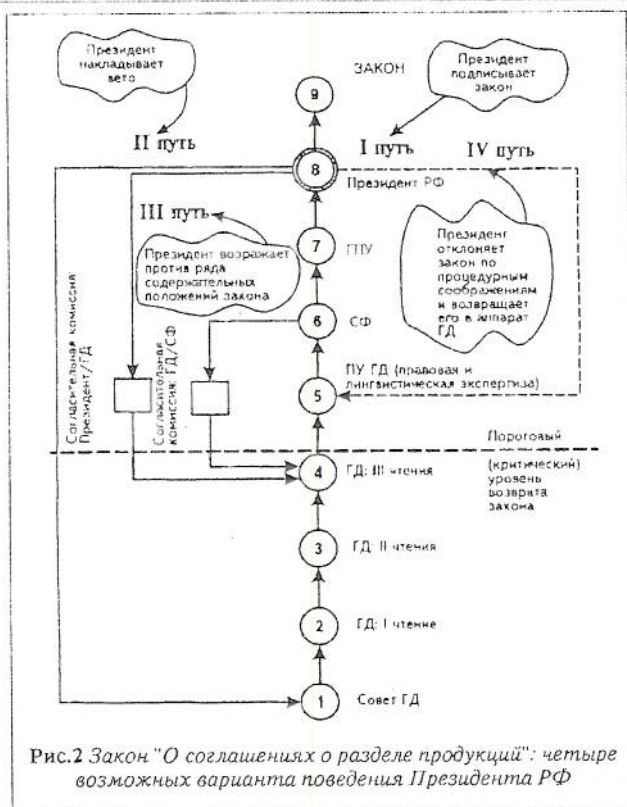 Президент
накладывает
вето
ЗАКОН
Президент
подписывает
закон
9
II путь
I путь
IV путь
8
Президент РФ
III путь
Президент возражает
против ряда
содержательных
положений закона
7
ГПУ
Президент
отклоняет
закон по
процедурным
соображениям
и возвращает
его в аппарат
ГД
6
СФ
Согласительная комиссия:
Президент/ГД
Согласительная
комиссия: ГД/СФ
ПУ ГД (правовая и
лингвистическая экспертиза)
5
Пороговый
4
ГД: III чтения
(критический)
уровень
возврата
закона
3
ГД: II чтения
2
ГД: I чтение
1
Совет ГД
Рис.2 Закон "О соглашениях о разделе продукций": четыре
возможных варианта поведения Президента РФ